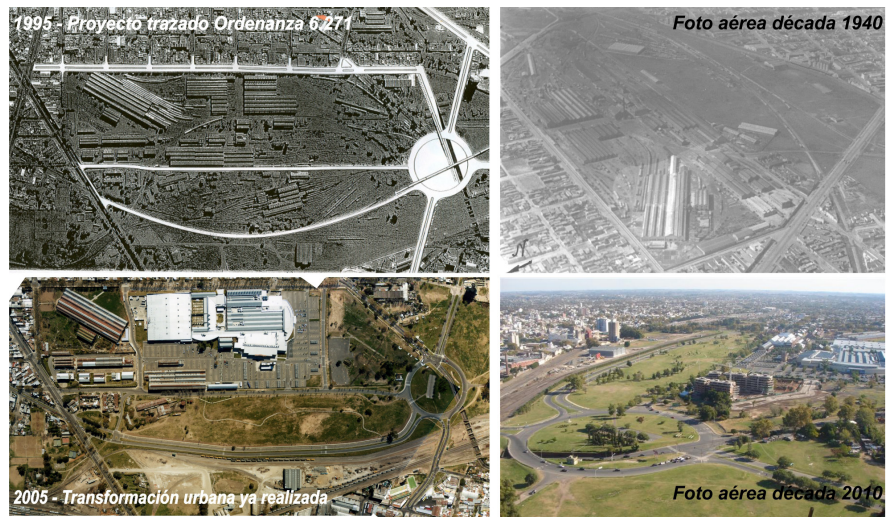 1995 - Proyecto trazado Ordenanza 6.271
Foto aérea década 1940
2005 - Transformación urbana ya realizada
Foto aérea década 2010